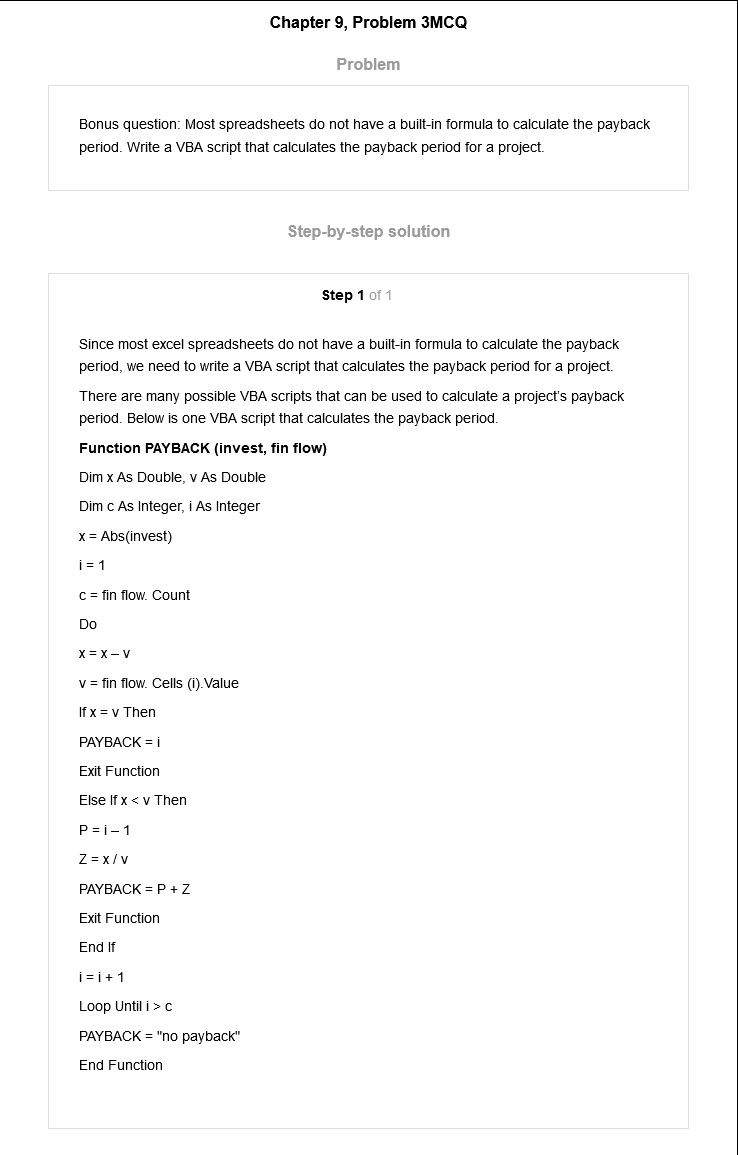 Chapter 9, Problem 3MCQ
Problem
Bonus question: Most spreadsheets do not have a built-in formula to calculate the payback
period. Write a VBA script that calculates the payback period for a project.
Step-by-step solution
Step 1 of 1
Since most excel spreadsheets do not have a built-in formula to calculate the payback
period, we need to write a VBA script that calculates the payback period for a project.
There are many possible VBA scripts that can be used to calculate a project's payback
period. Below is one VBA script that calculates the payback period.
Function PAYBACK (invest, fin flow)
Dim x As Double, v As Double
Dim c As Integer, i As Integer
x = Abs(invest)
i = 1
c = fin flow. Count
Do
x = x – v
v = fin flow. Cells (i).Value
If x = v Then
PAYBACK = i
Exit Function
Else If x < v Then
P = i – 1
Z = x / v
PAYBACK = P + Z
Exit Function
End If
i = i + 1
Loop Until i > c
PAYBACK = "no payback"
End Function